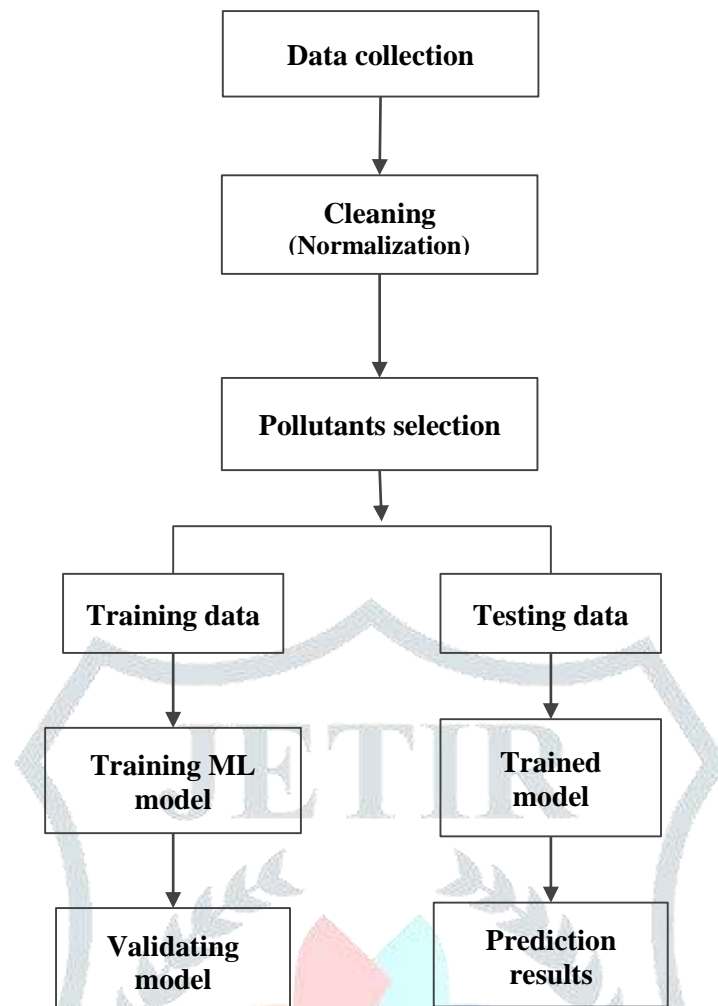 Data collection
Cleaning
(Normalization)
Pollutants selection
Training data
Testing data
JETIR
Training ML
model
Trained
model
Validating
model
Prediction
results